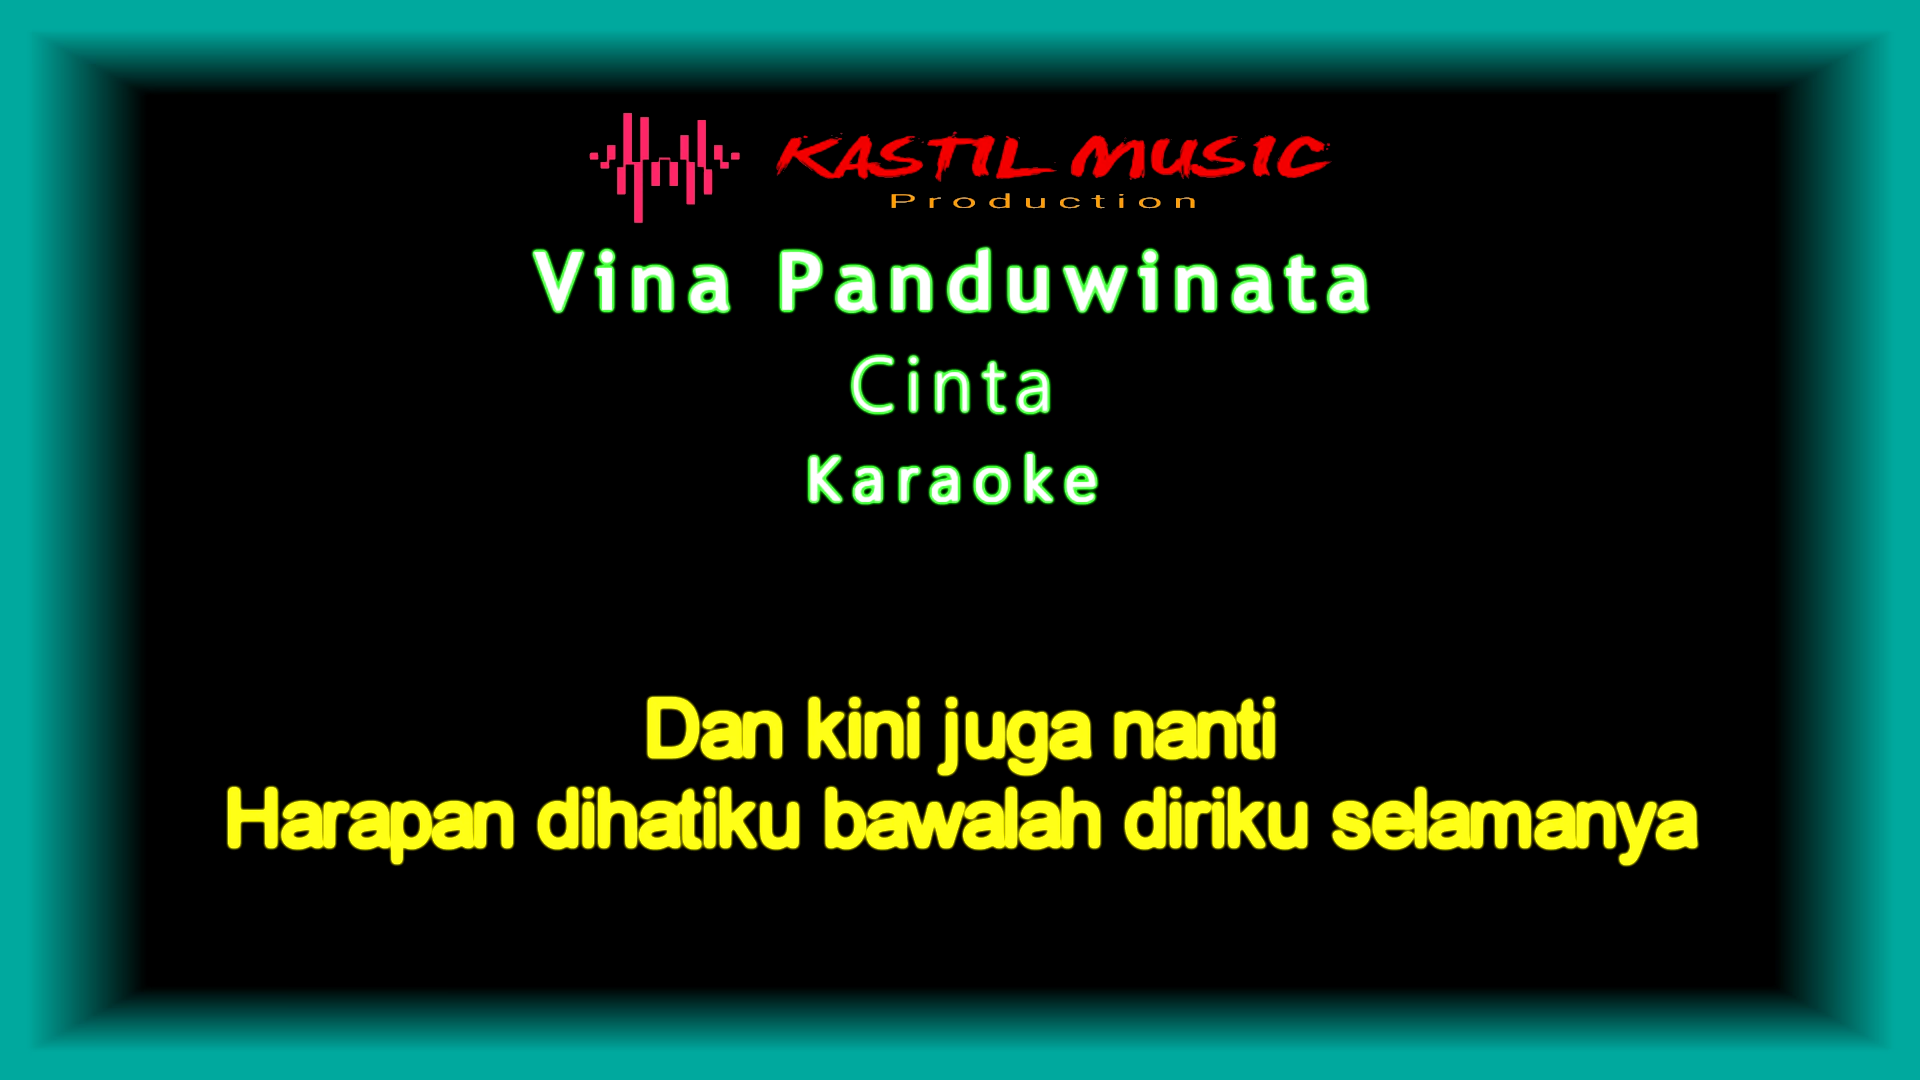 KASTIL MUSIC
Production
Vina Panduwinata
Cinta
Karaoke
Dan kini juga nanti
Harapan dihatiku bawalah diriku selamanya